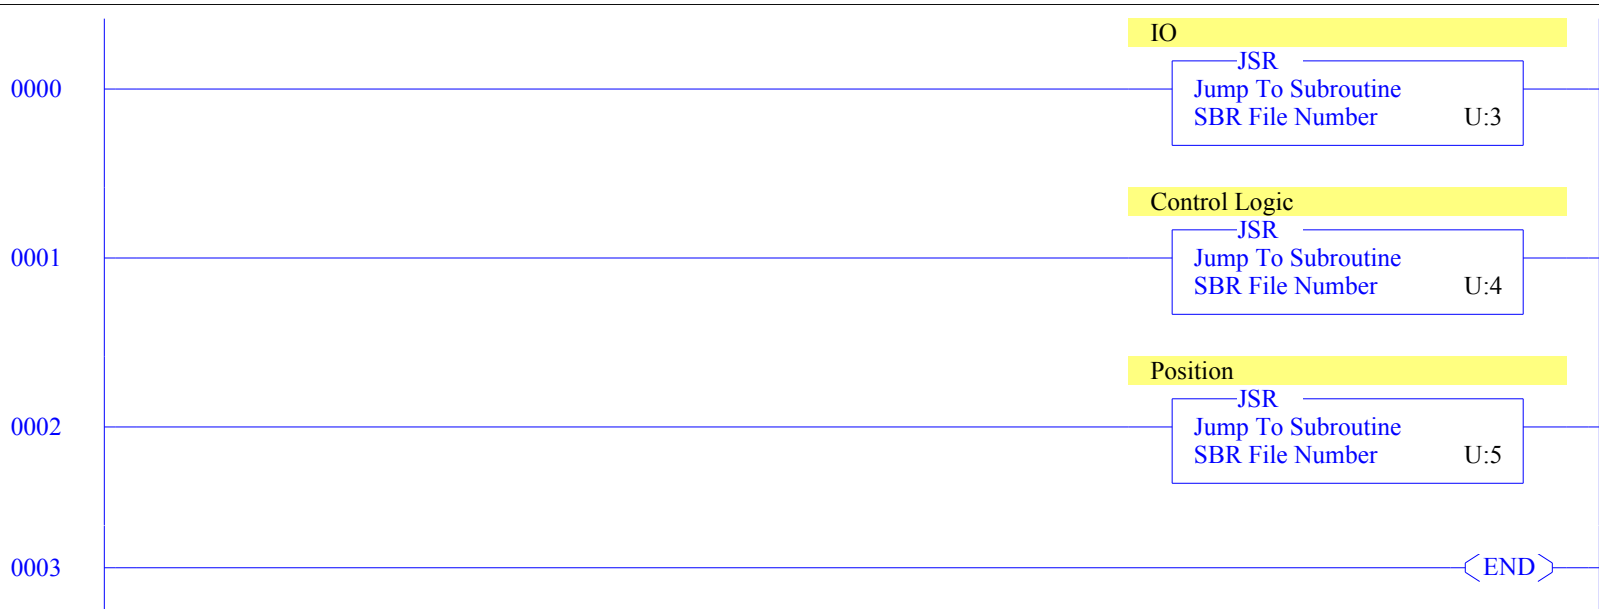 IO
JSR
0000
Jump To Subroutine
SBR File Number U:3
Control Logic
JSR
0001
Jump To Subroutine
SBR File Number U:4
Position
JSR
0002
Jump To Subroutine
SBR File Number U:5
0003
END